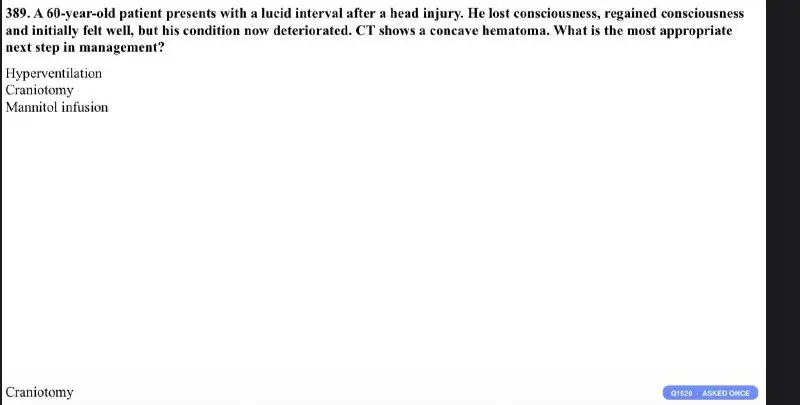 389. A 60-year-old patient presents with a lucid interval after a head injury. He lost consciousness, regained consciousness
and initially felt well, but his condition now deteriorated. CT shows a concave hematoma. What is the most appropriate
next step in management?
Hyperventilation
Craniotomy
Mannitol infusion
Craniotomy
Q1520 - ASKED ONCE